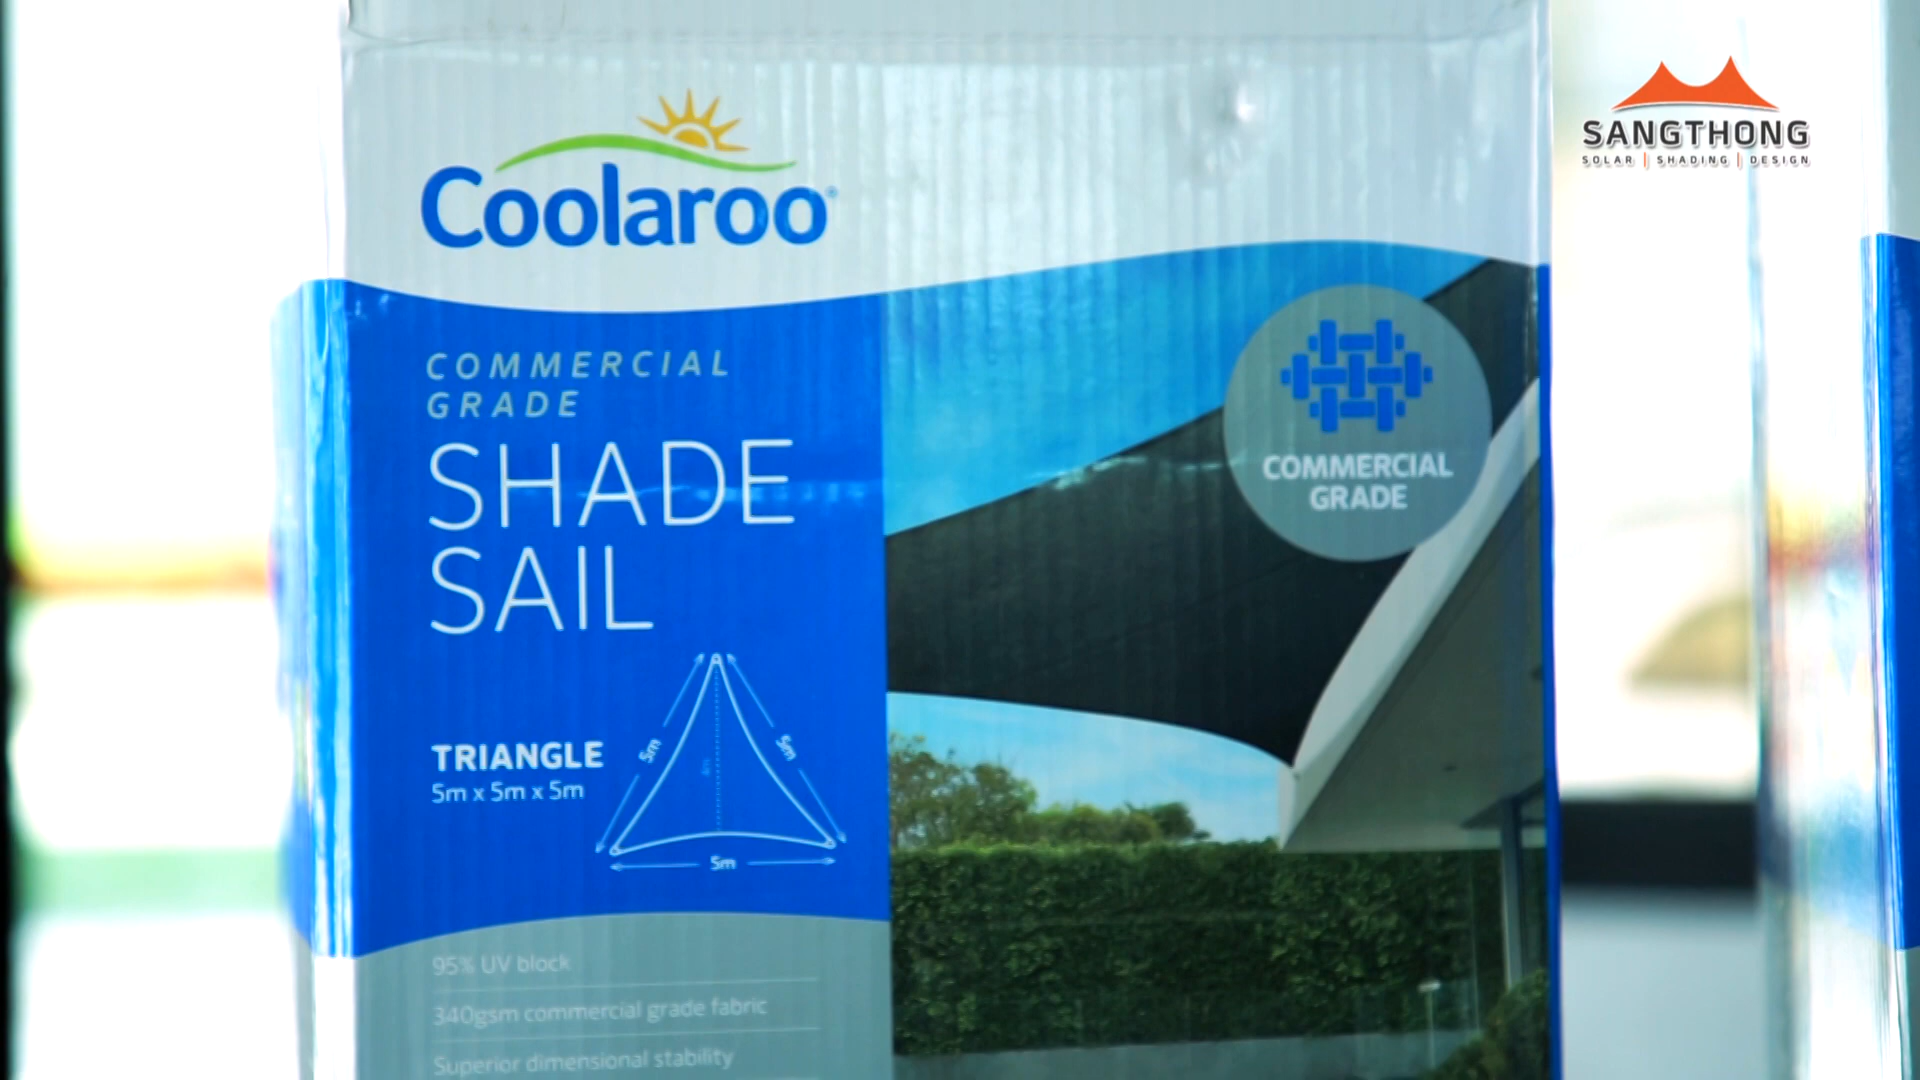 Coolaroo®
SANGTHONG
SOLAR | SHADING | DESIGN
COMMERCIAL
GRADE
SHADE
SAIL
COMMERCIAL
GRADE
TRIANGLE
5m x 5m x 5m
5m
5m
4m
5m
95% UV block
340gsm commercial grade fabric
Superior dimensional stability